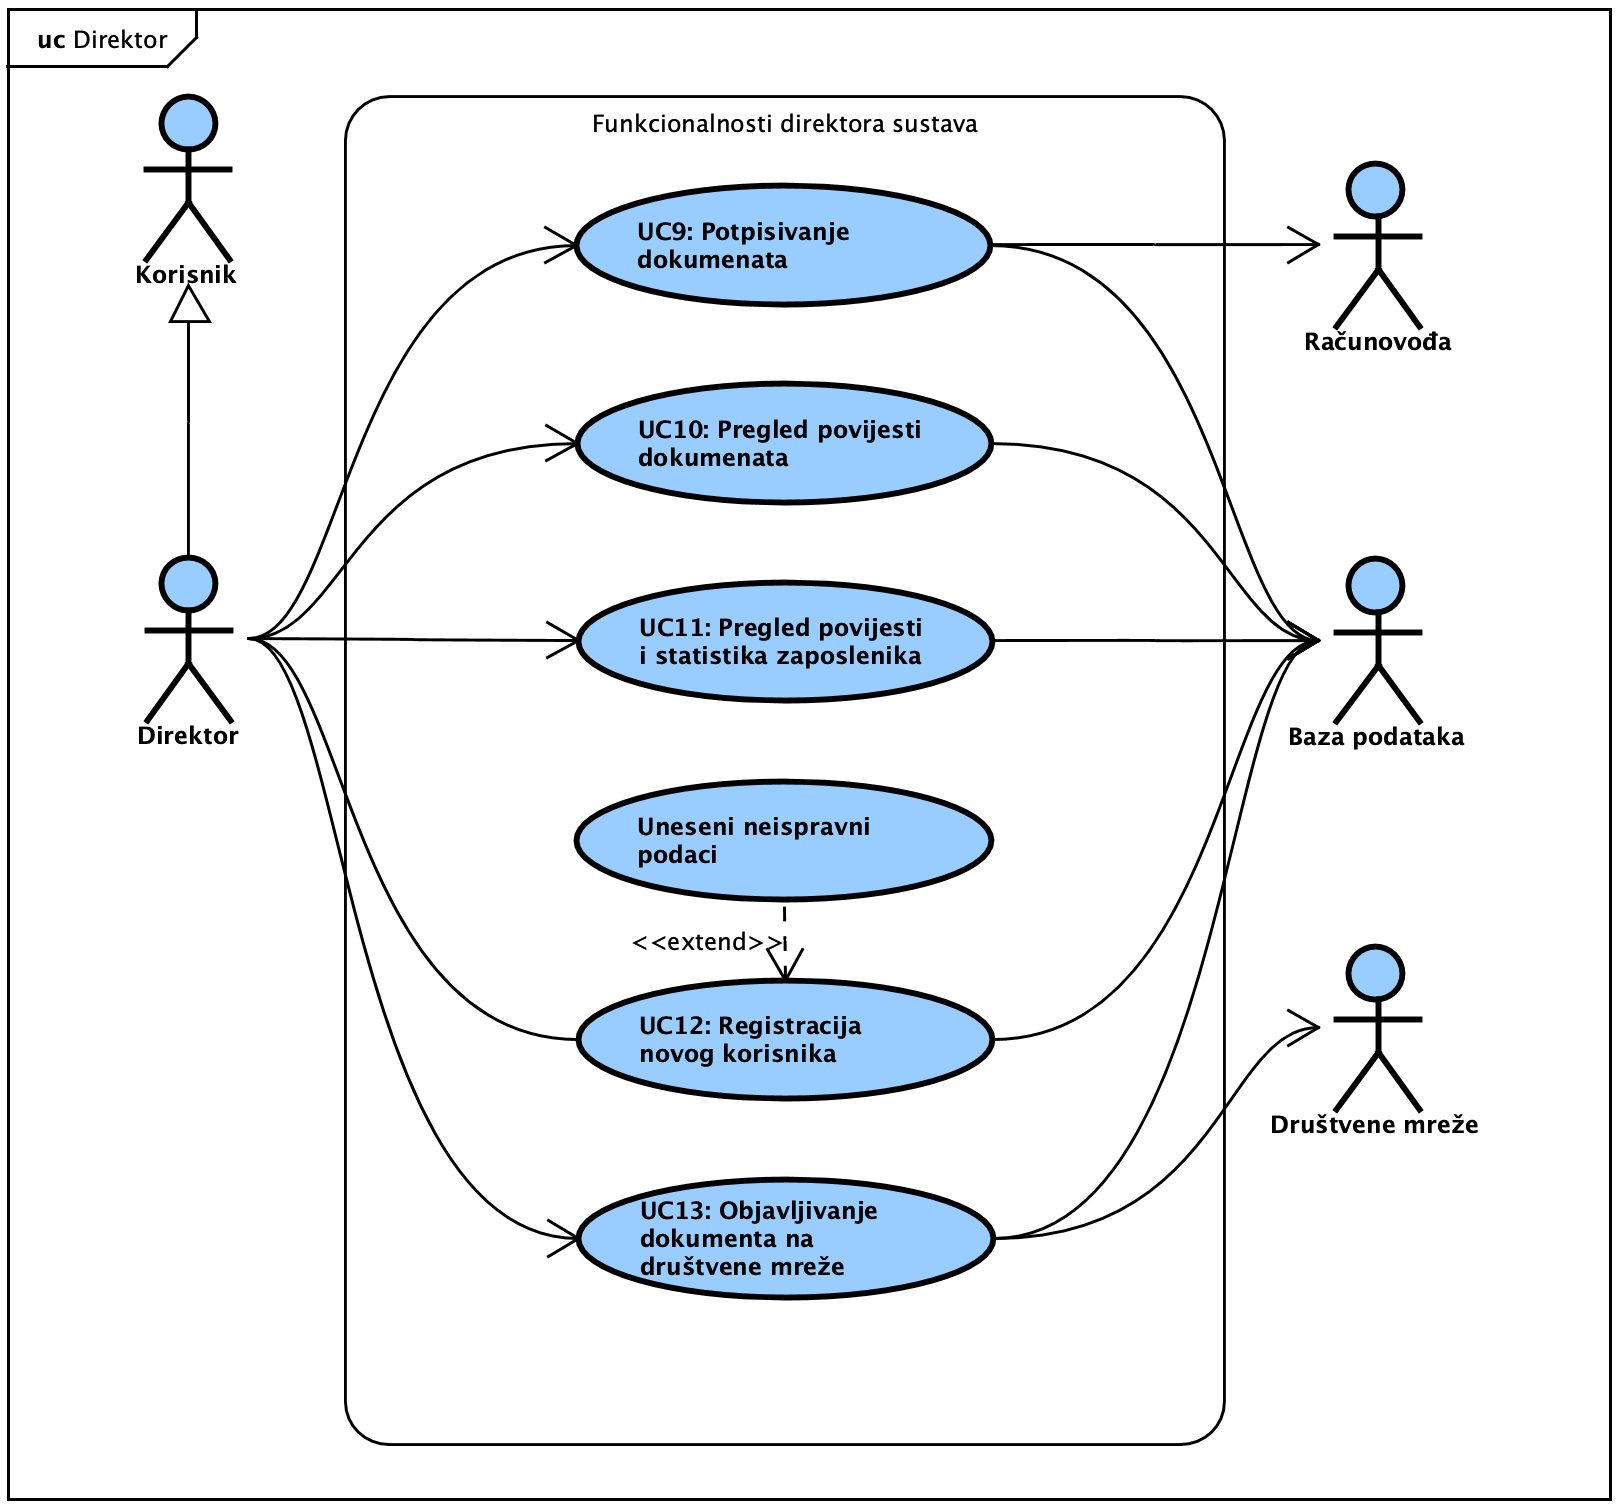 uc Direktor
Funkcionalnosti direktora sustava
Korisnik
UC9: Potpisivanje
dokumenata
Računovođa
UC10: Pregled povijesti
dokumenata
UC11: Pregled povijesti
i statistika zaposlenika
Direktor
Baza podataka
Uneseni neispravni
podaci
<<extend>>
UC12: Registracija
novog korisnika
Društvene mreže
UC13: Objavljivanje
dokumenta na
društvene mreže